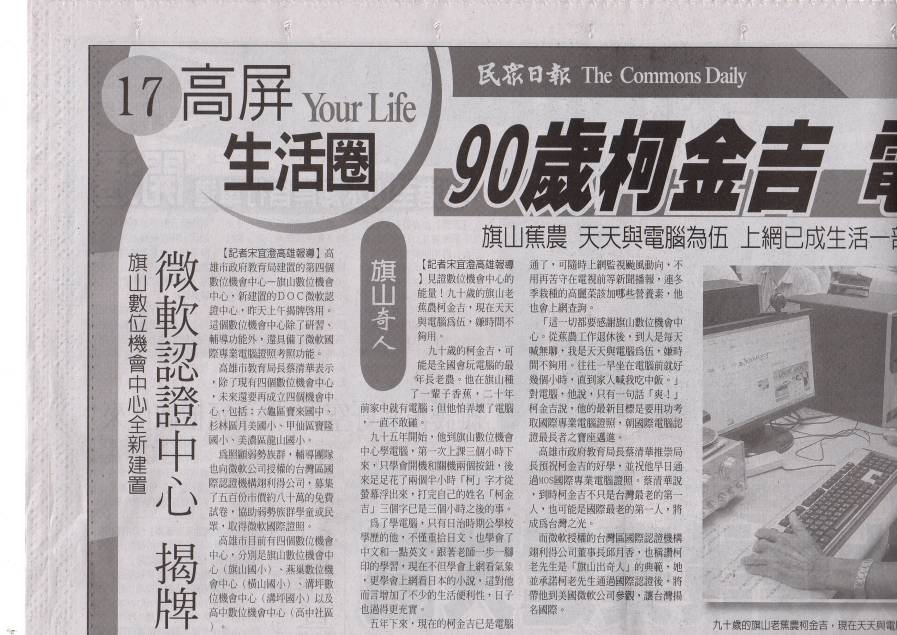 17 高屏 Your Life
生活圈
民眾日報 The Commons Daily
90歲柯金吉 電
旗山蕉農 天天與電腦為伍 上網已成生活一部
微軟認證中心 揭牌
旗山數位機會中心全新建置
【記者宋宜澄高雄報導】高
雄市政府教育局建置的第四個
數位機會中心—旗山數位機會
中心，新建置的ＤＯＣ微軟認
證中心，昨天上午揭牌啓用。
這個數位機會中心除了研習、
輔導功能外，還具備了微軟國
際專業電腦證照考照功能。
高雄市教育局長蔡清華表示
，除了現有四個數位機會中心
，未來還要再成立四個機會中
心，包括：六龜區寶來國中、
杉林區月美國小、甲仙區寶隆
國小、美濃區龍山國小。
爲照顧弱勢族群，輔導團隊
也向微軟公司授權的台灣區國
際認證機構翊利得公司，募集
了五百份市價約八十萬的免費
試卷，協助弱勢族群學童或民
眾，取得微軟國際證照。
高雄市目前有四個數位機會
中心，分別是旗山數位機會中
心（旗山國小）、燕巢數位機
會中心（橫山國小）、溝坪數
位機會中心（溝坪國小）以及
高中數位機會中心（高中社區
）。
旗山奇人
【記者宋宜澄高雄報導
】見證數位機會中心的
能量！九十歲的旗山老
蕉農柯金吉，現在天天
與電腦爲伍，嫌時間不
夠用。
九十歲的柯金吉，可
能是全國會玩電腦的最
年長老農。他在旗山種
了一輩子香蕉，二十年
前家中就有電腦；但他怕弄壞了電腦
，一直不敢碰。
九十五年開始，他到旗山數位機會
中心學電腦，第一次上課三個小時下
來，只學會開機和關機兩個按鈕，後
來足足花了兩個半小時「柯」字才從
螢幕浮出來，打完自己的姓名「柯金
吉」三個字已是三個小時之後的事。
爲了學電腦，只有日治時期公學校
學歷的他，不僅重拾日文、也學會了
中文和一點英文。跟著老師一步一腳
印的學習，現在不但學會上網看氣象
，更學會上網看日本的小說，這對他
而言增加了不少的生活便利性，日子
也過得更充實。
五年下來，現在的柯金吉已是電腦
通了，可隨時上網監視颱風動向，不
用再苦守在電視前等新聞播報，連冬
季栽種的高麗菜該加哪些營養素，他
也會上網查詢。
「這一切都要感謝旗山數位機會中
心。從蕉農工作退休後，到人是每天
喊無聊，我是天天與電腦爲伍，嫌時
間不夠用。往往一早坐在電腦前就好
幾個小時，直到家人喊我吃中飯。」
對電腦，他說，只有一句話「爽！」
柯金吉說，他的最新目標是要用功考
取國際專業電腦證照，朝國際電腦認
證最長者之寶座邁進。
高雄市政府教育局長蔡清華推崇局
長預祝柯金吉的好學，並祝他早日通
過MOS國際專業電腦證照。蔡清華說
，到時柯金吉不只是台灣最老的第一
人，也可能是國際最老的第一人，將
成爲台灣之光。
而微軟授權的台灣區國際認證機構
翊利得公司董事長邱月香，也稱讚柯
老先生是「旗山出奇人」的典範，她
並承諾柯老先生通過國際認證後，將
帶他到美國微軟公司參觀，讓台灣揚
名國際。
九十歲的旗山老蕉農柯金吉，現在天天與電